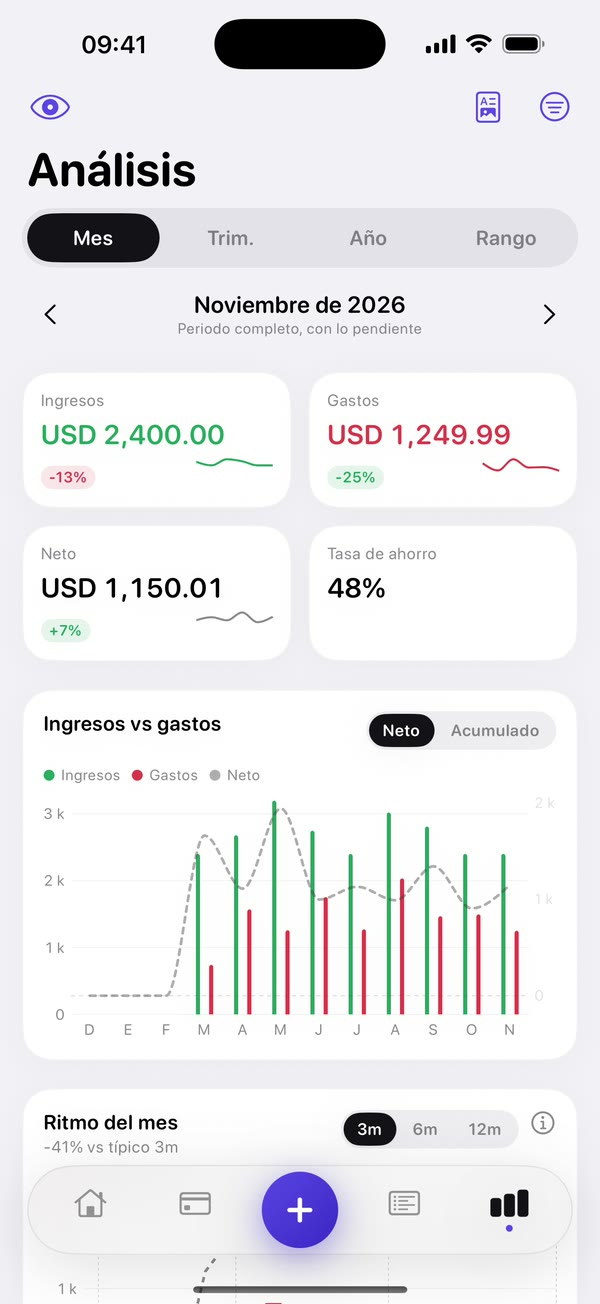 09:41
Análisis
Mes Trim. Año Rango
Noviembre de 2026
Periodo completo, con lo pendiente
Ingresos
USD 2,400.00
-13%
Gastos
USD 1,249.99
-25%
Neto
USD 1,150.01
+7%
Tasa de ahorro
48%
Ingresos vs gastos
Neto Acumulado
Ingresos Gastos Neto
3 k
2 k
1 k
0
2 k
1 k
0
D E F M A M J J A S O N
Ritmo del mes
-41% vs típico 3m
3m 6m 12m
1 k